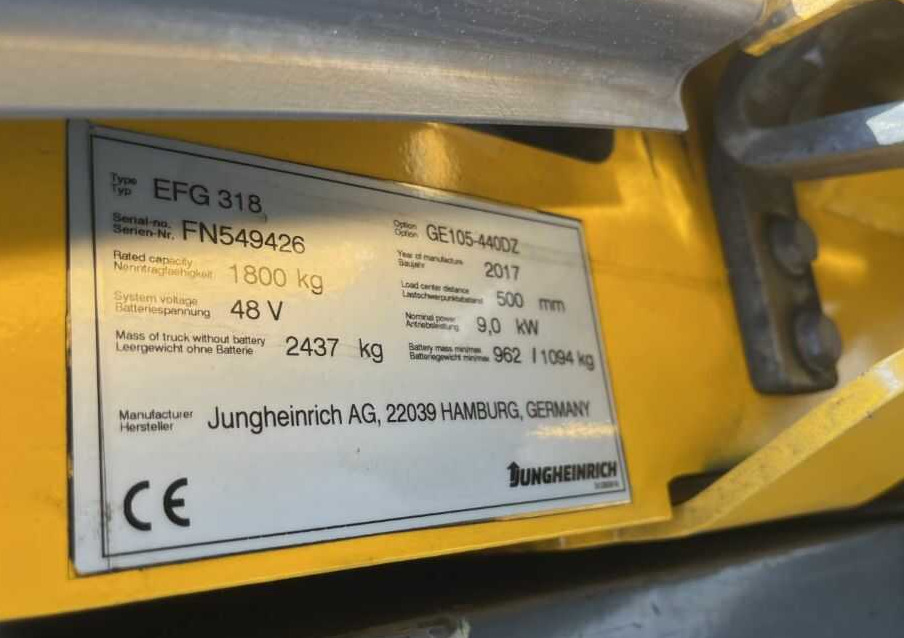 Type
Typ EFG 318
Serial-no.
Serien-Nr. FN549426
Option
Option GE105-440DZ
Rated capacity
Nenntragfaehigkeit 1800 kg
Year of manufacture
Baujahr 2017
System voltage
Batteriespannung 48 V
Load center distance
Lastschwerpunktabstand 500 mm
Nominal power
Antriebsleistung 9,0 kW
Mass of truck without battery
Leergewicht ohne Batterie 2437 kg
Battery mass min/max
Batteriegewicht min/max 962 / 1094 kg
Manufacturer
Hersteller Jungheinrich AG, 22039 HAMBURG, GERMANY
CE
JUNGHEINRICH